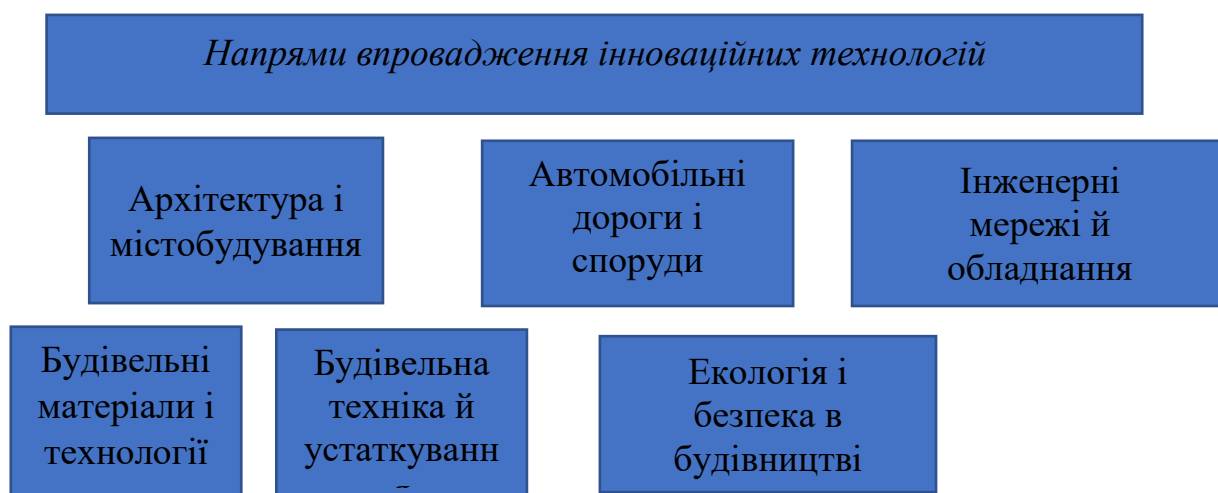 Напрями впровадження інноваційних технологій
Архітектура і
містобудування
Автомобільні
дороги і
споруди
Інженерні
мережі й
обладнання
Будівельні
матеріали і
технології
Будівельна
техніка й
устаткуванн
я
Екологія і
безпека в
будівництві